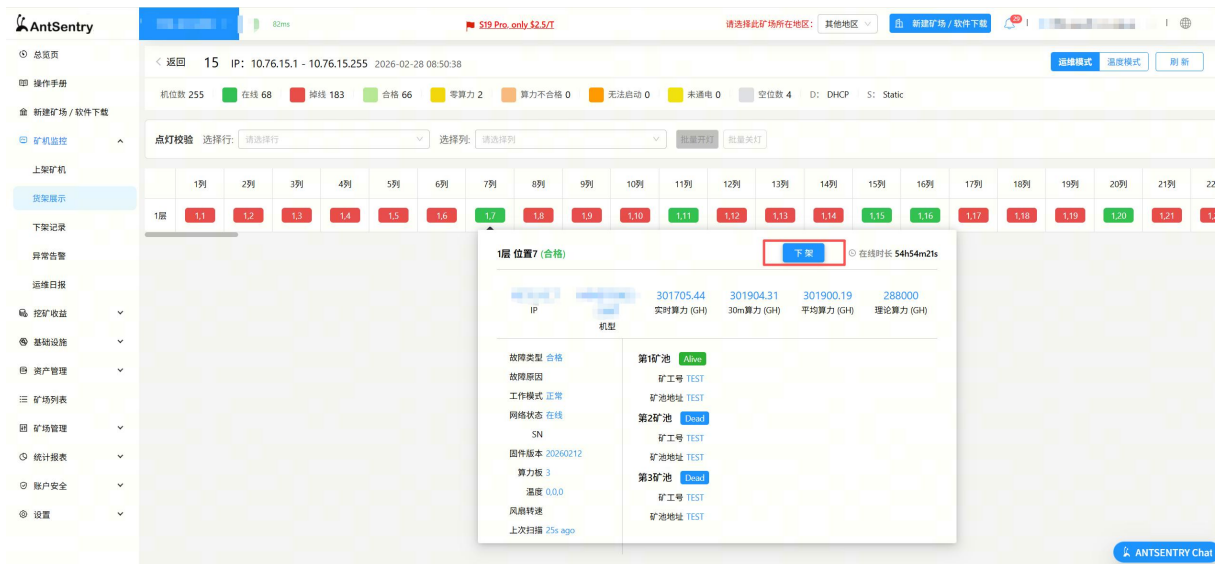 AntSentry
82ms
S19 Pro, only $2.5/T
请选择此矿场所在地区: 其他地区
新建矿场 / 软件下载
29
总览页
操作手册
新建矿场 / 软件下载
矿机监控
上架矿机
货架展示
下架记录
异常告警
运维日报
挖矿收益
基础设施
资产管理
矿场列表
矿场管理
统计报表
账户安全
设置
返回 15 IP: 10.76.15.1 - 10.76.15.255 2026-02-28 08:50:38
运维模式 温度模式 刷 新
机位数 255 在线 68 掉线 183 合格 66 零算力 2 算力不合格 0 无法启动 0 未通电 0 空位数 4 D: DHCP S: Static
点灯校验 选择行: 请选择行 选择列: 请选择列 批量开灯 批量关灯
1列 2列 3列 4列 5列 6列 7列 8列 9列 10列 11列 12列 13列 14列 15列 16列 17列 18列 19列 20列 21列 22
1层 1,1 1,2 1,3 1,4 1,5 1,6 1,7 1,8 1,9 1,10 1,11 1,12 1,13 1,14 1,15 1,16 1,17 1,18 1,19 1,20 1,21 1,
1层 位置7 (合格) 下 架 在线时长 54h54m21s
301705.44 301904.31 301900.19 288000
IP 实时算力 (GH) 30m算力 (GH) 平均算力 (GH) 理论算力 (GH)
机型
故障类型 合格
故障原因
工作模式 正常
网络状态 在线
SN
固件版本 20260212
算力板 3
温度 0,0,0
风扇转速
上次扫描 25s ago
第1矿池 Alive
矿工号 TEST
矿池地址 TEST
第2矿池 Dead
矿工号 TEST
矿池地址 TEST
第3矿池 Dead
矿工号 TEST
矿池地址 TEST
ANTSENTRY Chat